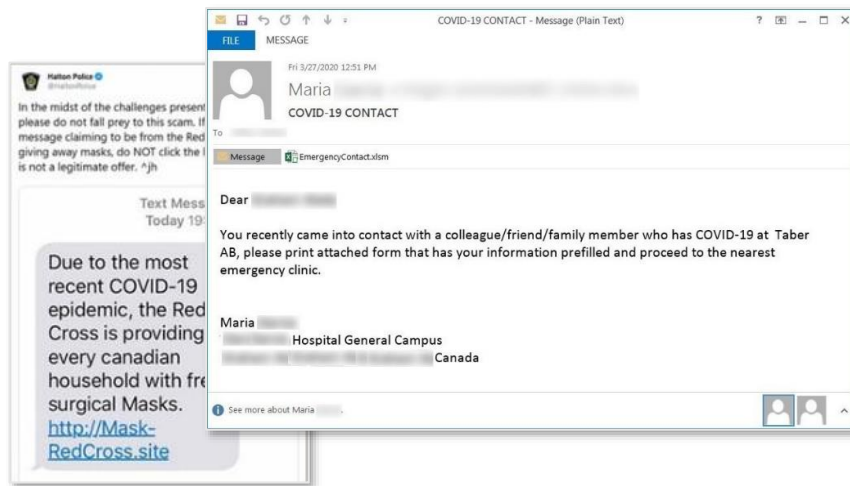 Halton Police
In the midst of the challenges present
please do not fall prey to this scam. If
message claiming to be from the Red
giving away masks, do NOT click the l
is not a legitimate offer. ^jh
Text Mess
Today 19:
Due to the most
recent COVID-19
epidemic, the Red
Cross is providing
every canadian
household with fre
surgical Masks.
http://Mask-
RedCross.site
COVID-19 CONTACT - Message (Plain Text)
FILE MESSAGE
Fri 3/27/2020 12:51 PM
Maria
COVID-19 CONTACT
To
Message EmergencyContact.xlsm
Dear
You recently came into contact with a colleague/friend/family member who has COVID-19 at Taber
AB, please print attached form that has your information prefilled and proceed to the nearest
emergency clinic.
Maria
Hospital General Campus
Canada
See more about Maria